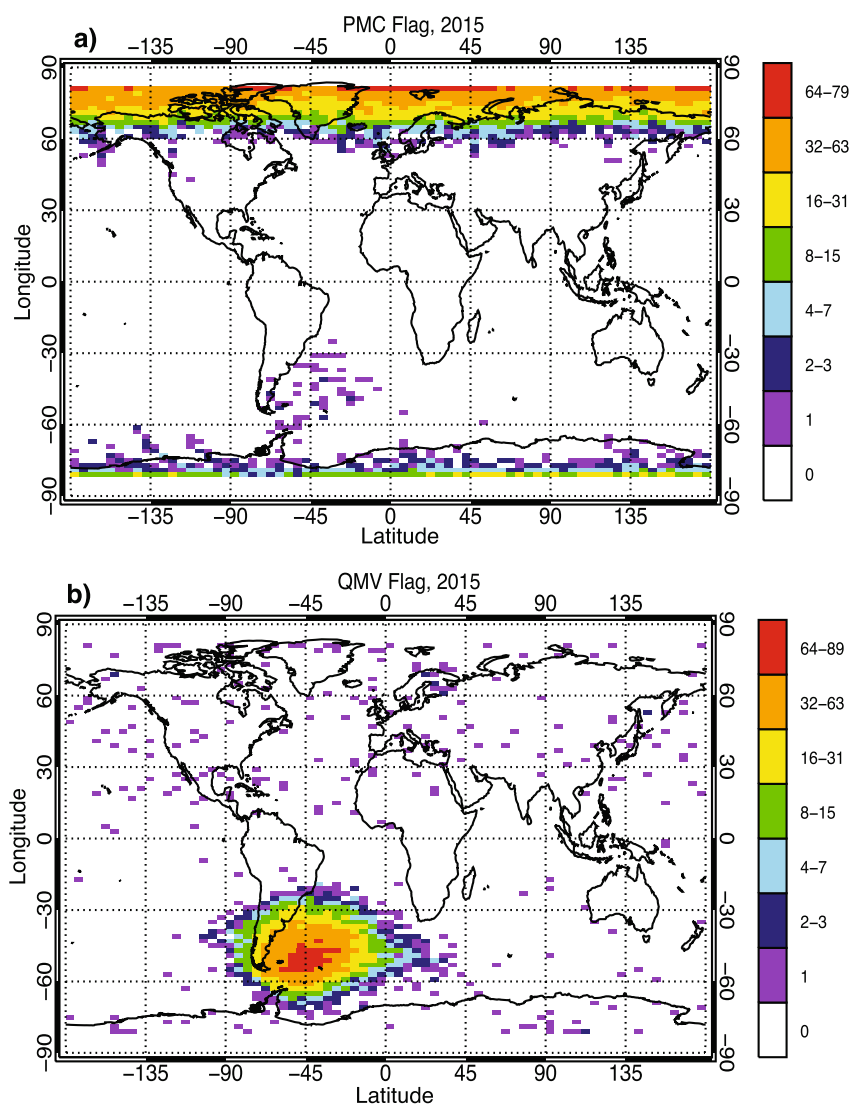 a)
PMC Flag, 2015
−135 −90 −45 0 45 90 135
90 90
60 60
30 30
0 0
−30 −30
−60 −60
−90 −90
Longitude
−135 −90 −45 0 45 90 135
Latitude
64−79
32−63
16−31
8−15
4−7
2−3
1
0
b)
QMV Flag, 2015
−135 −90 −45 0 45 90 135
90 90
60 60
30 30
0 0
−30 −30
−60 −60
−90 −90
Longitude
−135 −90 −45 0 45 90 135
Latitude
64−89
32−63
16−31
8−15
4−7
2−3
1
0